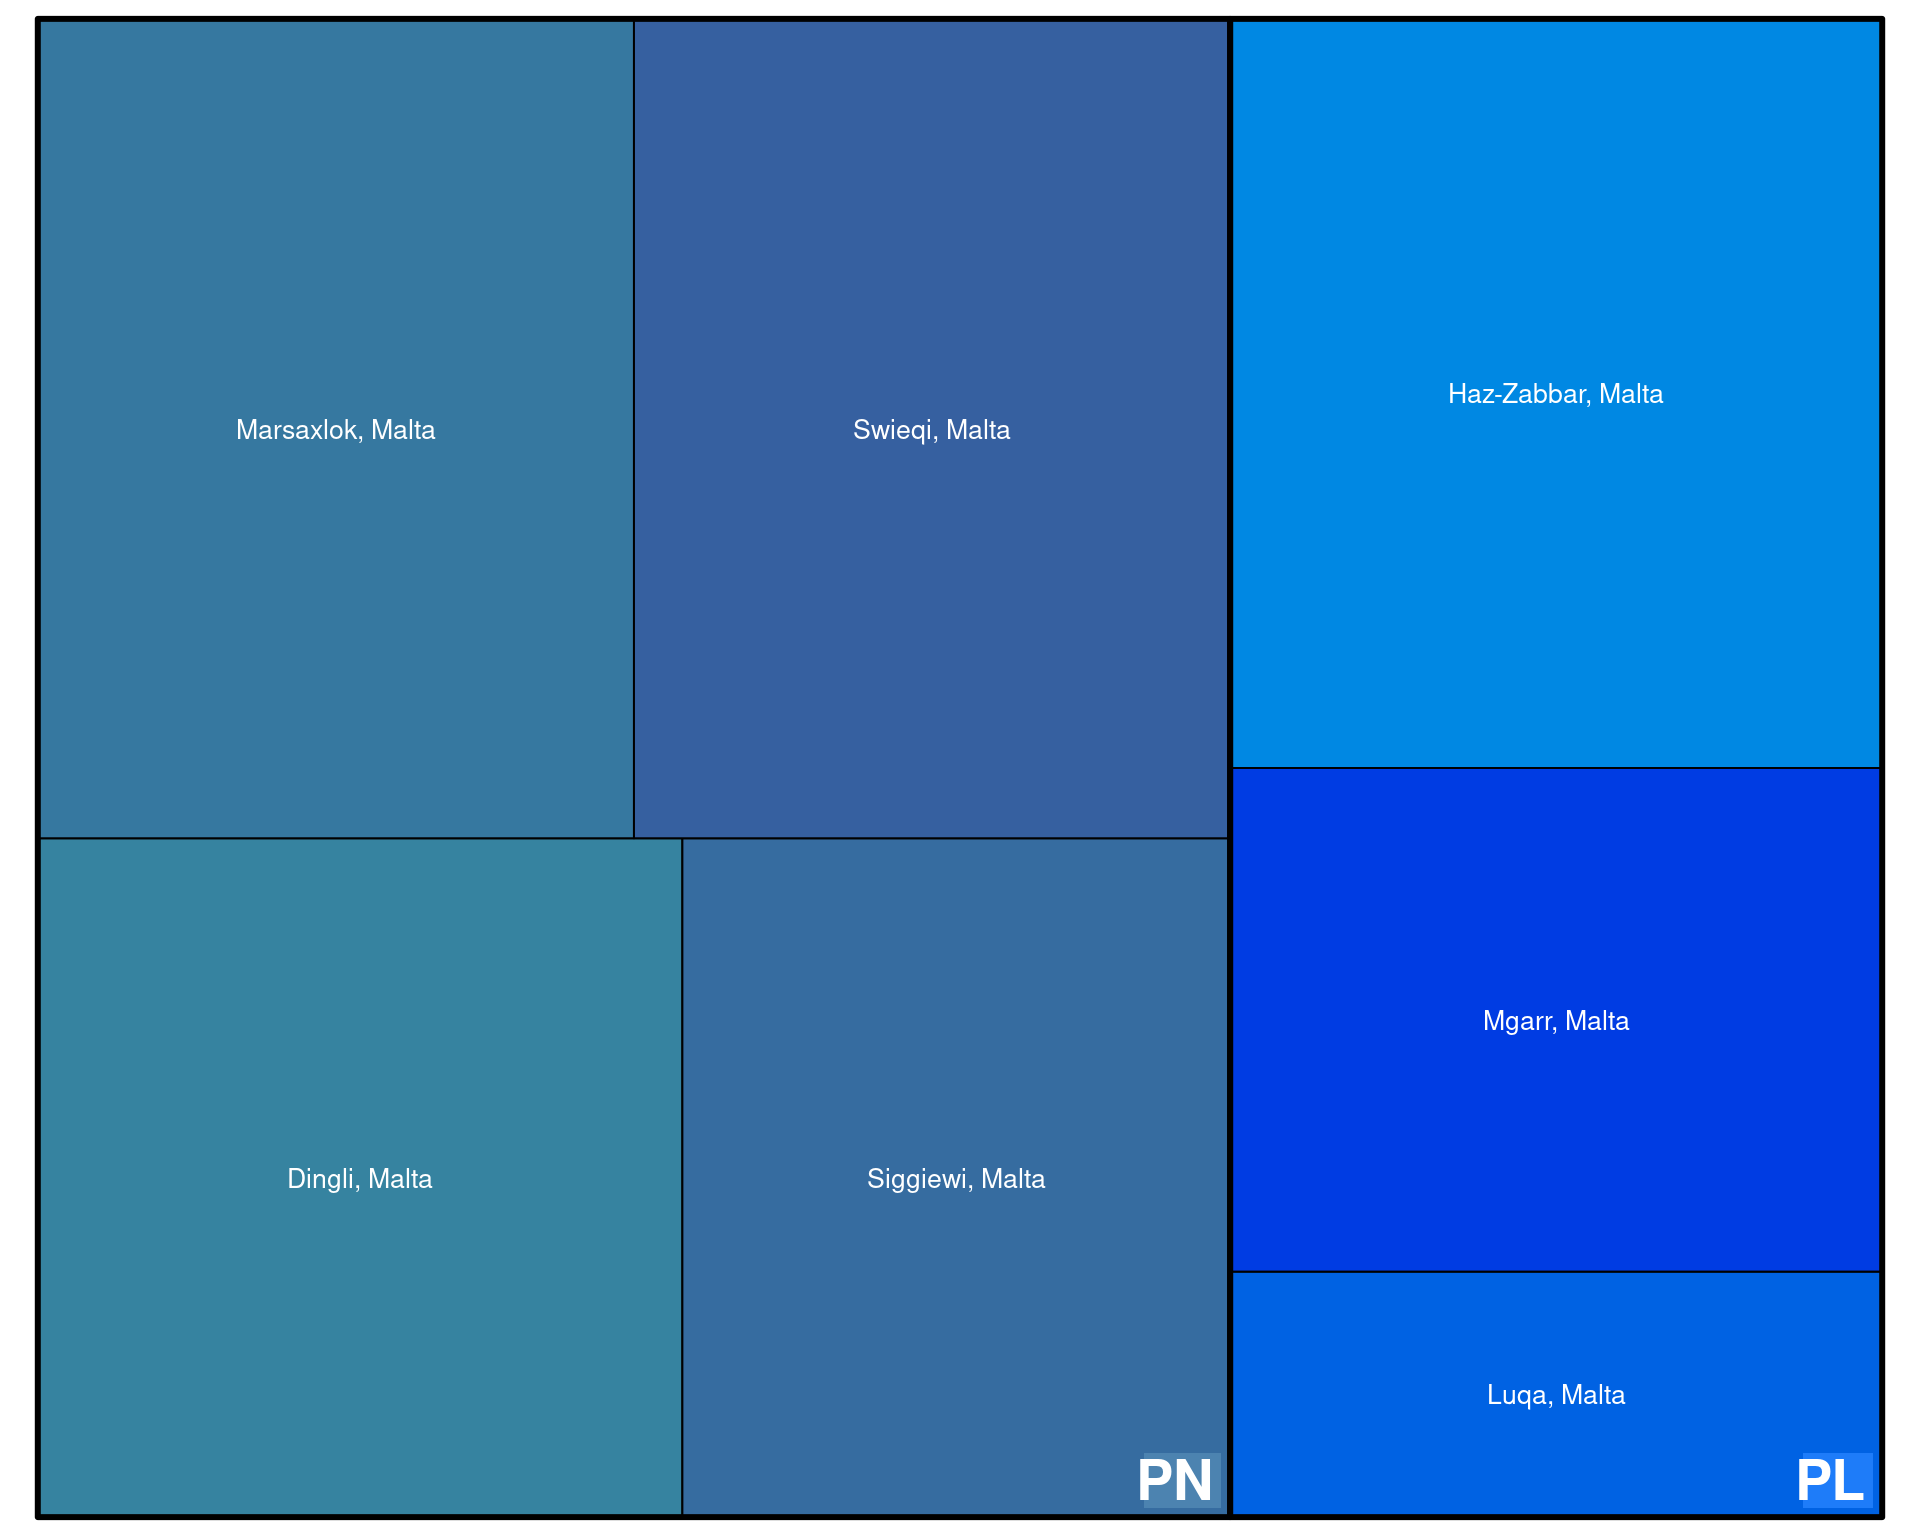 Marsaxlok, Malta
Swieqi, Malta
Haz-Zabbar, Malta
Mgarr, Malta
Dingli, Malta
Siggiewi, Malta
Luqa, Malta
PN
PL